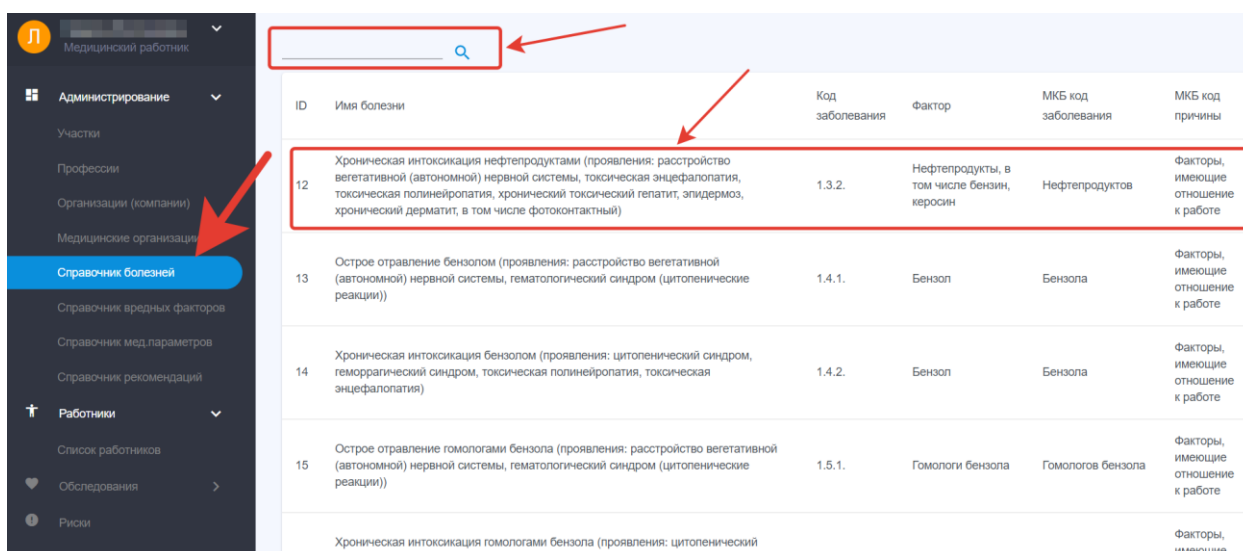 Л
Медицинский работник
Администрирование
Участки
Профессии
Организации (компании)
Медицинские организации
Справочник болезней
Справочник вредных факторов
Справочник мед.параметров
Справочник рекомендаций
Работники
Список работников
Обследования
Риски
ID Имя болезни Код заболевания Фактор МКБ код заболевания МКБ код причины
12
Хроническая интоксикация нефтепродуктами (проявления: расстройство
вегетативной (автономной) нервной системы, токсическая энцефалопатия,
токсическая полинейропатия, хронический токсический гепатит, эпидермоз,
хронический дерматит, в том числе фотоконтактный)
1.3.2.
Нефтепродукты, в
том числе бензин,
керосин
Нефтепродуктов
Факторы,
имеющие
отношение
к работе
13
Острое отравление бензолом (проявления: расстройство вегетативной
(автономной) нервной системы, гематологический синдром (цитопенические
реакции))
1.4.1.
Бензол
Бензола
Факторы,
имеющие
отношение
к работе
14
Хроническая интоксикация бензолом (проявления: цитопенический синдром,
геморрагический синдром, токсическая полинейропатия, токсическая
энцефалопатия)
1.4.2.
Бензол
Бензола
Факторы,
имеющие
отношение
к работе
15
Острое отравление гомологами бензола (проявления: расстройство вегетативной
(автономной) нервной системы, гематологический синдром (цитопенические
реакции))
1.5.1.
Гомологи бензола
Гомологов бензола
Факторы,
имеющие
отношение
к работе
Хроническая интоксикация гомологами бензола (проявления: цитопенический
Факторы,
имеющие